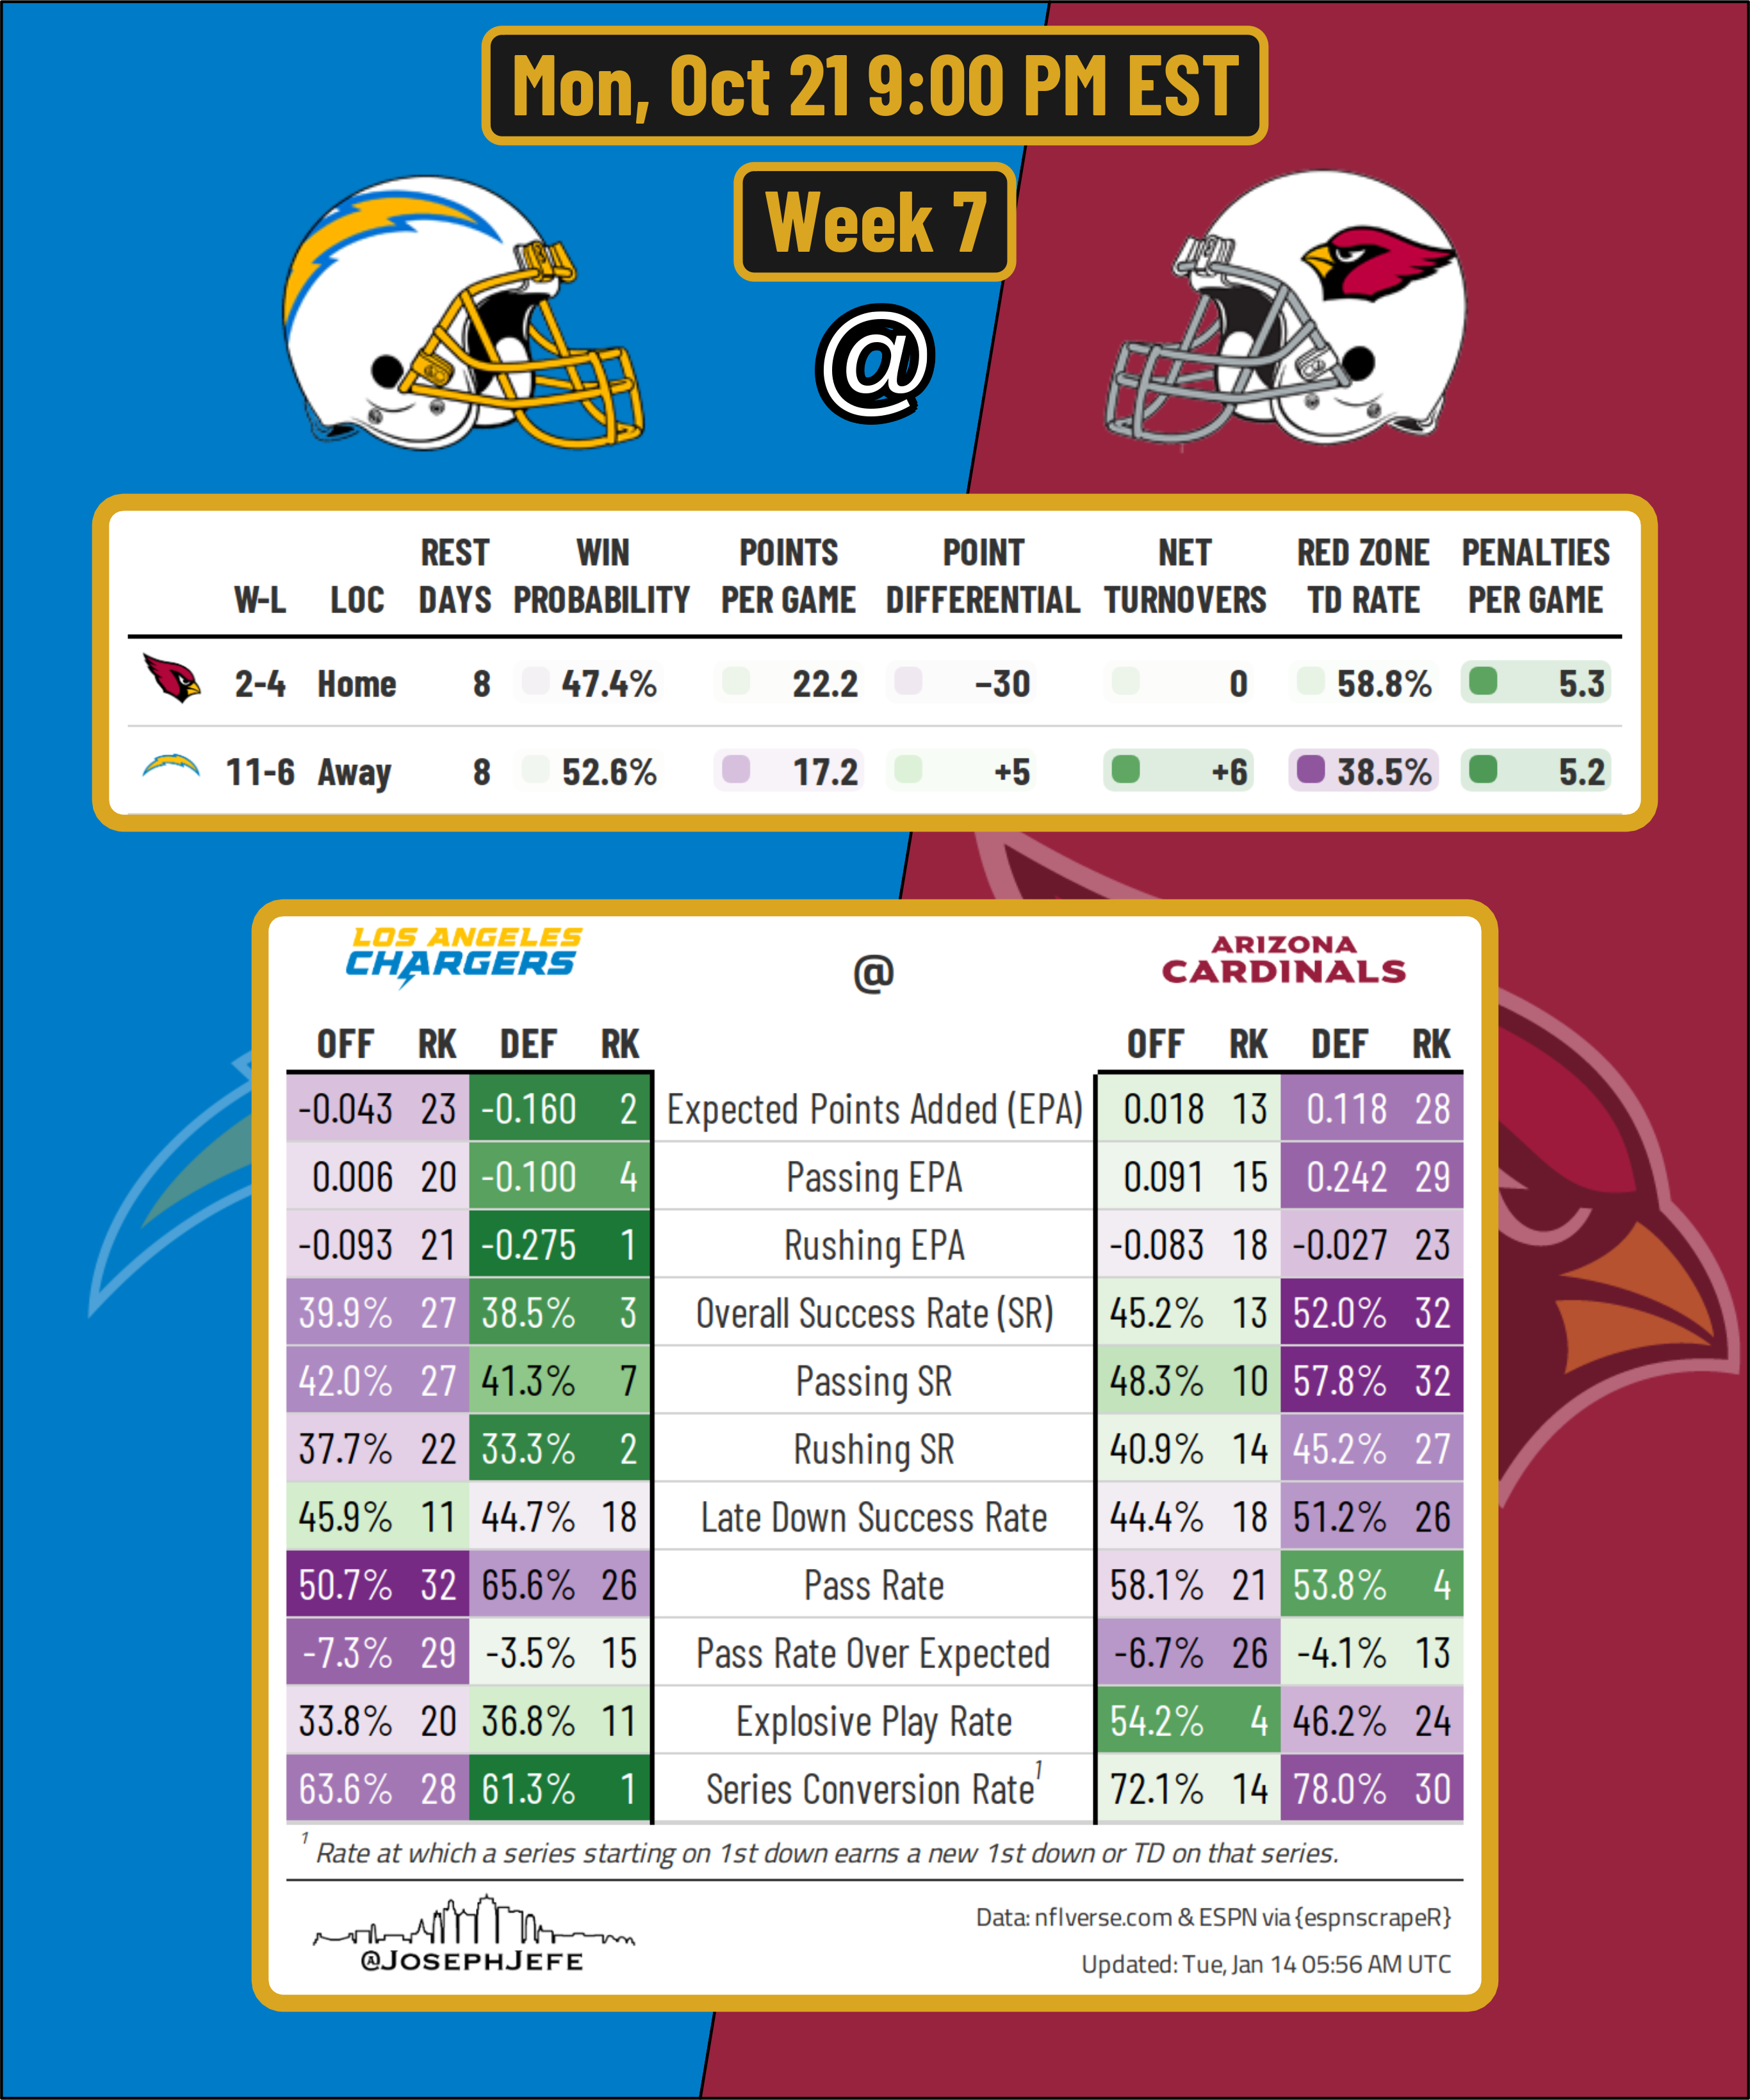 Mon, Oct 21 9:00 PM EST
Week 7
@
W-L LOC REST DAYS WIN PROBABILITY POINTS PER GAME POINT DIFFERENTIAL NET TURNOVERS RED ZONE TD RATE PENALTIES PER GAME
2-4 Home 8 47.4% 22.2 −30 0 58.8% 5.3
11-6 Away 8 52.6% 17.2 +5 +6 38.5% 5.2
LOS ANGELES
CHARGERS
@
ARIZONA
CARDINALS
OFF RK DEF RK OFF RK DEF RK
-0.043 23 -0.160 2 Expected Points Added (EPA) 0.018 13 0.118 28
0.006 20 -0.100 4 Passing EPA 0.091 15 0.242 29
-0.093 21 -0.275 1 Rushing EPA -0.083 18 -0.027 23
39.9% 27 38.5% 3 Overall Success Rate (SR) 45.2% 13 52.0% 32
42.0% 27 41.3% 7 Passing SR 48.3% 10 57.8% 32
37.7% 22 33.3% 2 Rushing SR 40.9% 14 45.2% 27
45.9% 11 44.7% 18 Late Down Success Rate 44.4% 18 51.2% 26
50.7% 32 65.6% 26 Pass Rate 58.1% 21 53.8% 4
-7.3% 29 -3.5% 15 Pass Rate Over Expected -6.7% 26 -4.1% 13
33.8% 20 36.8% 11 Explosive Play Rate 54.2% 4 46.2% 24
63.6% 28 61.3% 1 Series Conversion Rate¹ 72.1% 14 78.0% 30
¹ Rate at which a series starting on 1st down earns a new 1st down or TD on that series.
@JOSEPHJEFE
Data: nflverse.com & ESPN via {espnscrapeR}
Updated: Tue, Jan 14 05:56 AM UTC